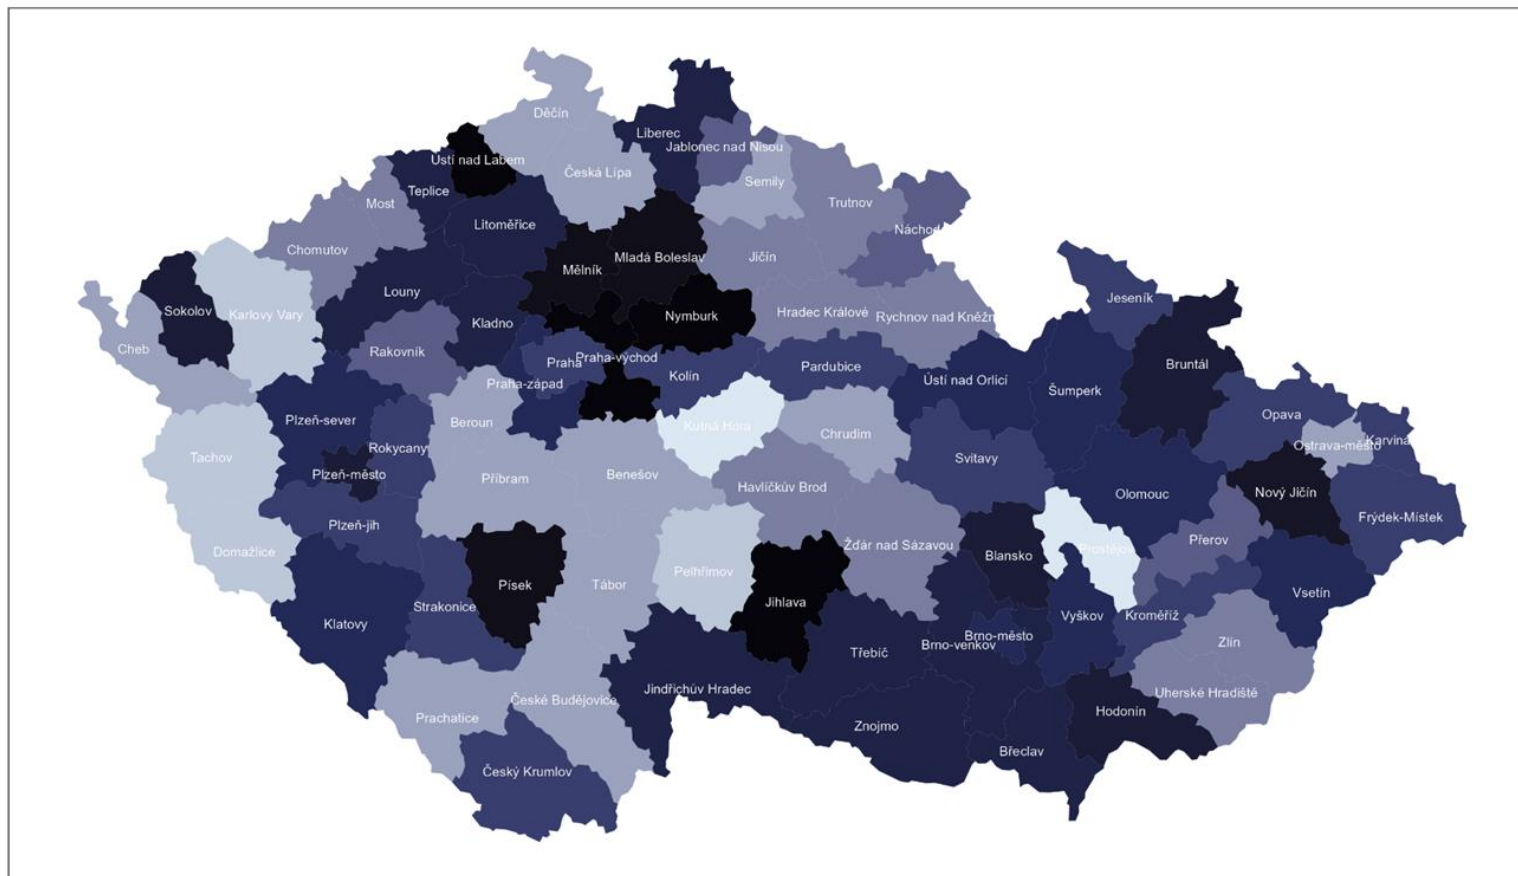 Děčín
Liberec
Jablonec nad Nisou
Ústí nad Labem
Česká Lípa
Semily
Teplice
Most
Trutnov
Litoměřice
Náchod
Chomutov
Jičín
Mladá Boleslav
Mělník
Louny
Jeseník
Sokolov
Karlovy Vary
Hradec Králové
Rychnov nad Kněžn
Nymburk
Kladno
Cheb
Rakovník
Praha-východ
Praha
Pardubice
Bruntál
Kolín
Ústí nad Orlicí
Praha-západ
Šumperk
Opava
Plzeň-sever
Beroun
Kutná Hora
Chrudim
Karviná
Ostrava-město
Rokycany
Tachov
Svitavy
Plzeň-město
Příbram
Benešov
Havlíčkův Brod
Olomouc
Nový Jičín
Frýdek-Místek
Plzeň-jih
Přerov
Žďár nad Sázavou
Prostějov
Domažlice
Blansko
Pelhřimov
Písek
Tábor
Vsetín
Jihlava
Strakonice
Vyškov
Kroměříž
Klatovy
Brno-město
Brno-venkov
Zlín
Třebíč
Jindřichův Hradec
Uherské Hradiště
České Budějovice
Hodonín
Prachatice
Znojmo
Břeclav
Český Krumlov